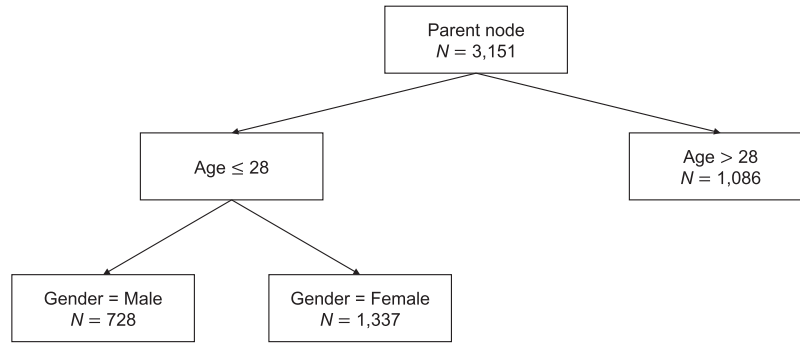 Parent node
N = 3,151
Age ≤ 28
Age > 28
N = 1,086
Gender = Male
N = 728
Gender = Female
N = 1,337